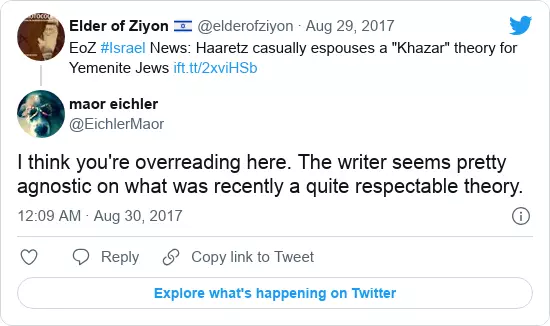 Elder of Ziyon 🇮🇱 @elderofziyon · Aug 29, 2017
EoZ #Israel News: Haaretz casually espouses a "Khazar" theory for
Yemenite Jews ift.tt/2xviHSb
maor eichler
@EichlerMaor
I think you're overreading here. The writer seems pretty
agnostic on what was recently a quite respectable theory.
12:09 AM · Aug 30, 2017
Reply Copy link to Tweet
Explore what's happening on Twitter